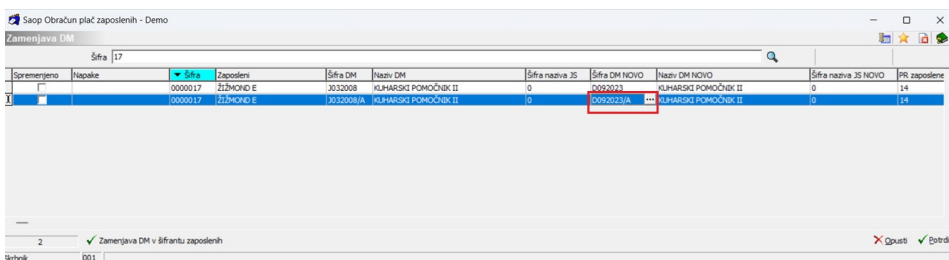 Saop Obračun plač zaposlenih - Demo
Zamenjava DM
Šifra 17
Spremenjeno Napake Šifra Zaposleni Šifra DM Naziv DM Šifra naziva JS Šifra DM NOVO Naziv DM NOVO Šifra naziva JS NOVO PR zaposlene
0000017 ŽIŽMOND E J032008 KUHARSKI POMOČNIK II 0 D092023 KUHARSKI POMOČNIK II 0 14
0000017 ŽIŽMOND E J032008/A KUHARSKI POMOČNIK II 0 D092023/A ... KUHARSKI POMOČNIK II 0 14
2 Zamenjava DM v šifrantu zaposlenih Opusti Potrdi
Skrbnik 001